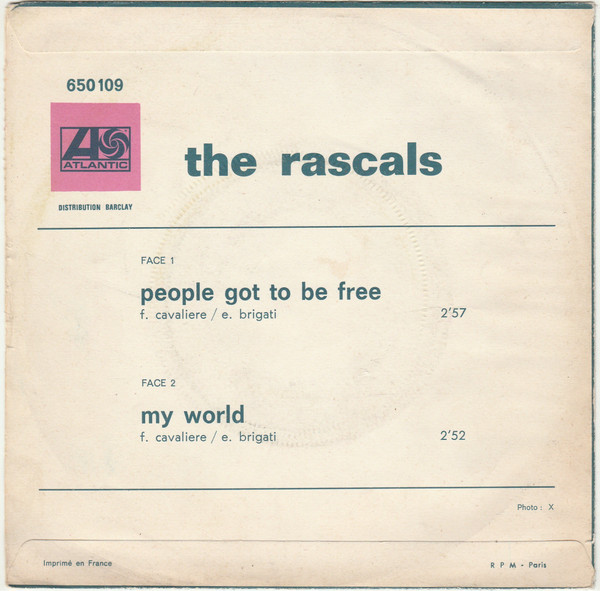 650109
ATLANTIC
DISTRIBUTION BARCLAY
the rascals
FACE 1
people got to be free
f. cavaliere / e. brigati 2'57
FACE 2
my world
f. cavaliere / e. brigati 2'52
Photo : X
Imprimé en France R P M - Paris